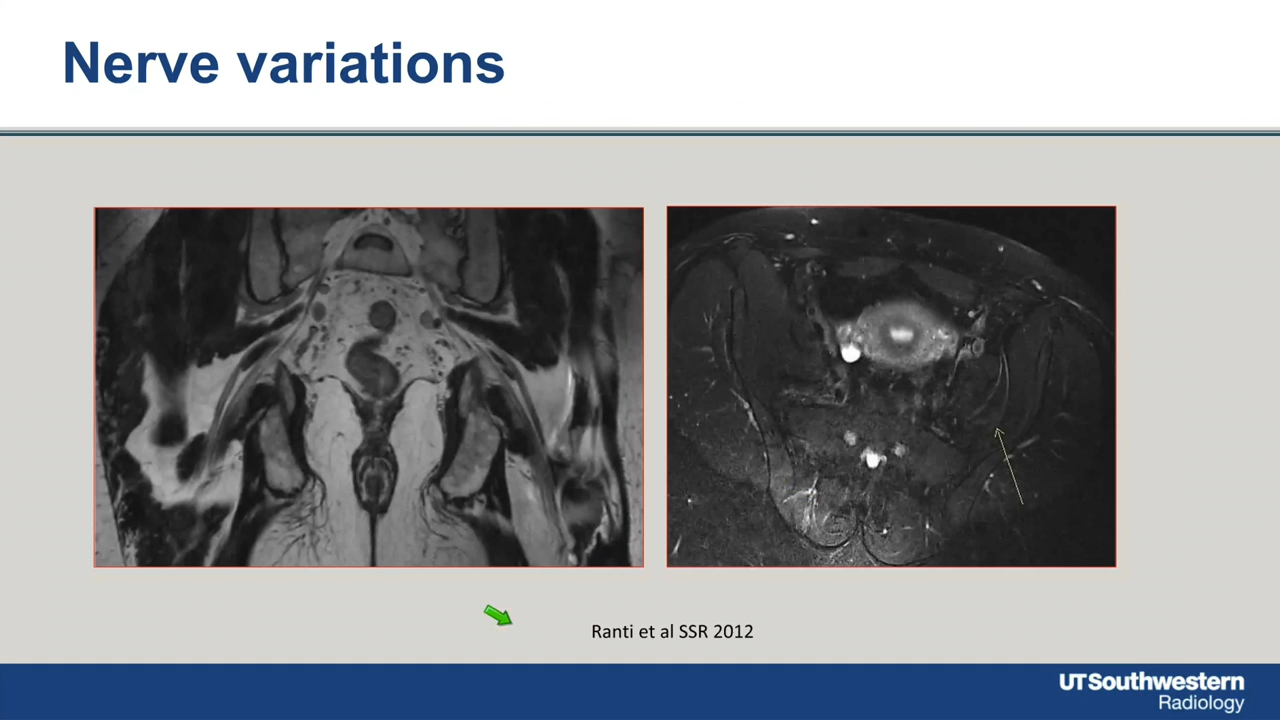 Nerve variations
Ranti et al SSR 2012
UTSouthwestern
Radiology